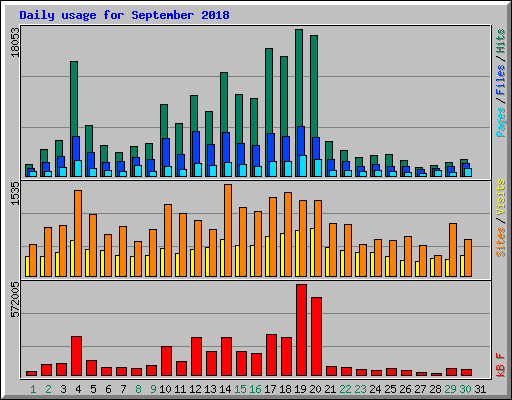 Daily usage for September 2018
18053
Pages / Files / Hits
1535
Sites / Visits
572005
kB F
1 2 3 4 5 6 7 8 9 10 11 12 13 14 15 16 17 18 19 20 21 22 23 24 25 26 27 28 29 30 31